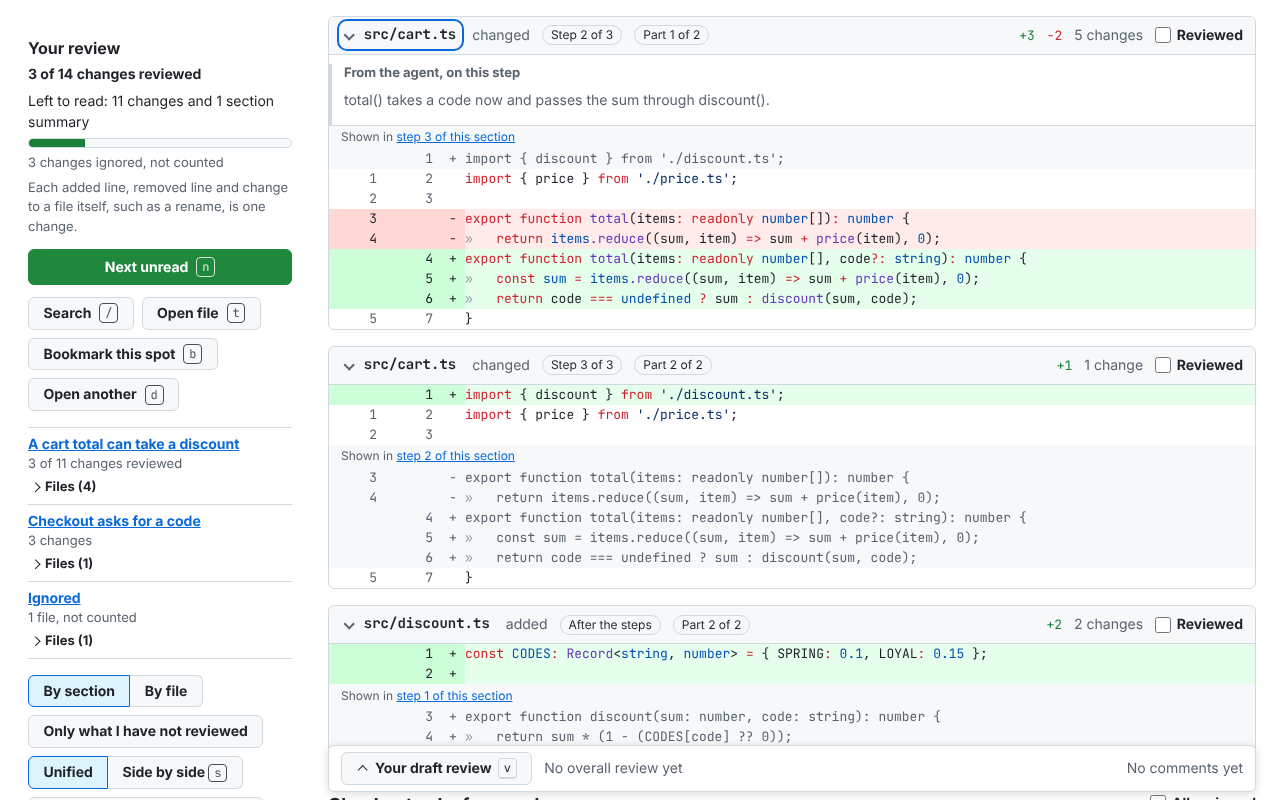 Your review
3 of 14 changes reviewed
Left to read: 11 changes and 1 section
summary
3 changes ignored, not counted
Each added line, removed line and change
to a file itself, such as a rename, is one
change.
Next unread n
Search / Open file t
Bookmark this spot b
Open another d
A cart total can take a discount
3 of 11 changes reviewed
Files (4)
Checkout asks for a code
3 changes
Files (1)
Ignored
1 file, not counted
Files (1)
By section By file
Only what I have not reviewed
Unified Side by side s
src/cart.ts changed Step 2 of 3 Part 1 of 2 +3 -2 5 changes Reviewed
From the agent, on this step
total() takes a code now and passes the sum through discount().
Shown in step 3 of this section
1 + import { discount } from './discount.ts';
1 2 import { price } from './price.ts';
2 3
3 - export function total(items: readonly number[]): number {
4 - » return items.reduce((sum, item) => sum + price(item), 0);
4 + export function total(items: readonly number[], code?: string): number {
5 + » const sum = items.reduce((sum, item) => sum + price(item), 0);
6 + » return code === undefined ? sum : discount(sum, code);
5 7 }
src/cart.ts changed Step 3 of 3 Part 2 of 2 +1 1 change Reviewed
1 + import { discount } from './discount.ts';
1 2 import { price } from './price.ts';
2 3
Shown in step 2 of this section
3 - export function total(items: readonly number[]): number {
4 - » return items.reduce((sum, item) => sum + price(item), 0);
4 + export function total(items: readonly number[], code?: string): number {
5 + » const sum = items.reduce((sum, item) => sum + price(item), 0);
6 + » return code === undefined ? sum : discount(sum, code);
5 7 }
src/discount.ts added After the steps Part 2 of 2 +2 2 changes Reviewed
1 + const CODES: Record<string, number> = { SPRING: 0.1, LOYAL: 0.15 };
2 +
Shown in step 1 of this section
3 + export function discount(sum: number, code: string): number {
4 + » return sum * (1 - (CODES[code] ?? 0));
Your draft review v No overall review yet No comments yet